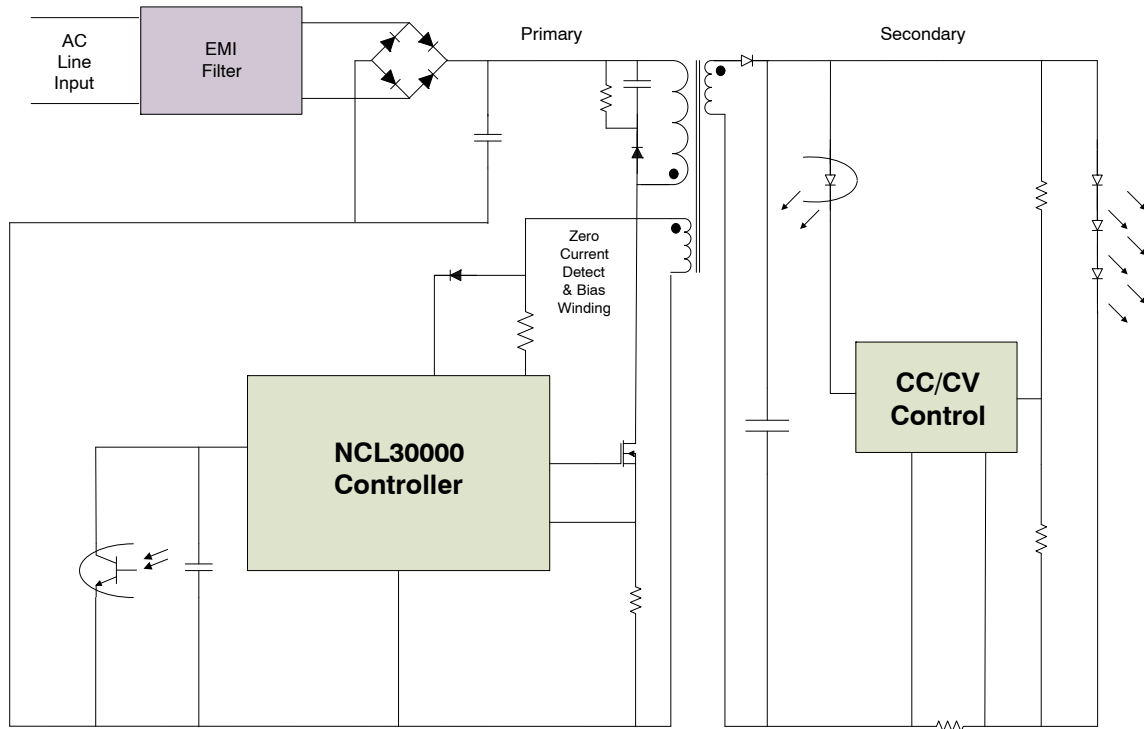 AC
Line
Input
EMI
Filter
Primary
Secondary
Zero
Current
Detect
& Bias
Winding
CC/CV
Control
NCL30000
Controller